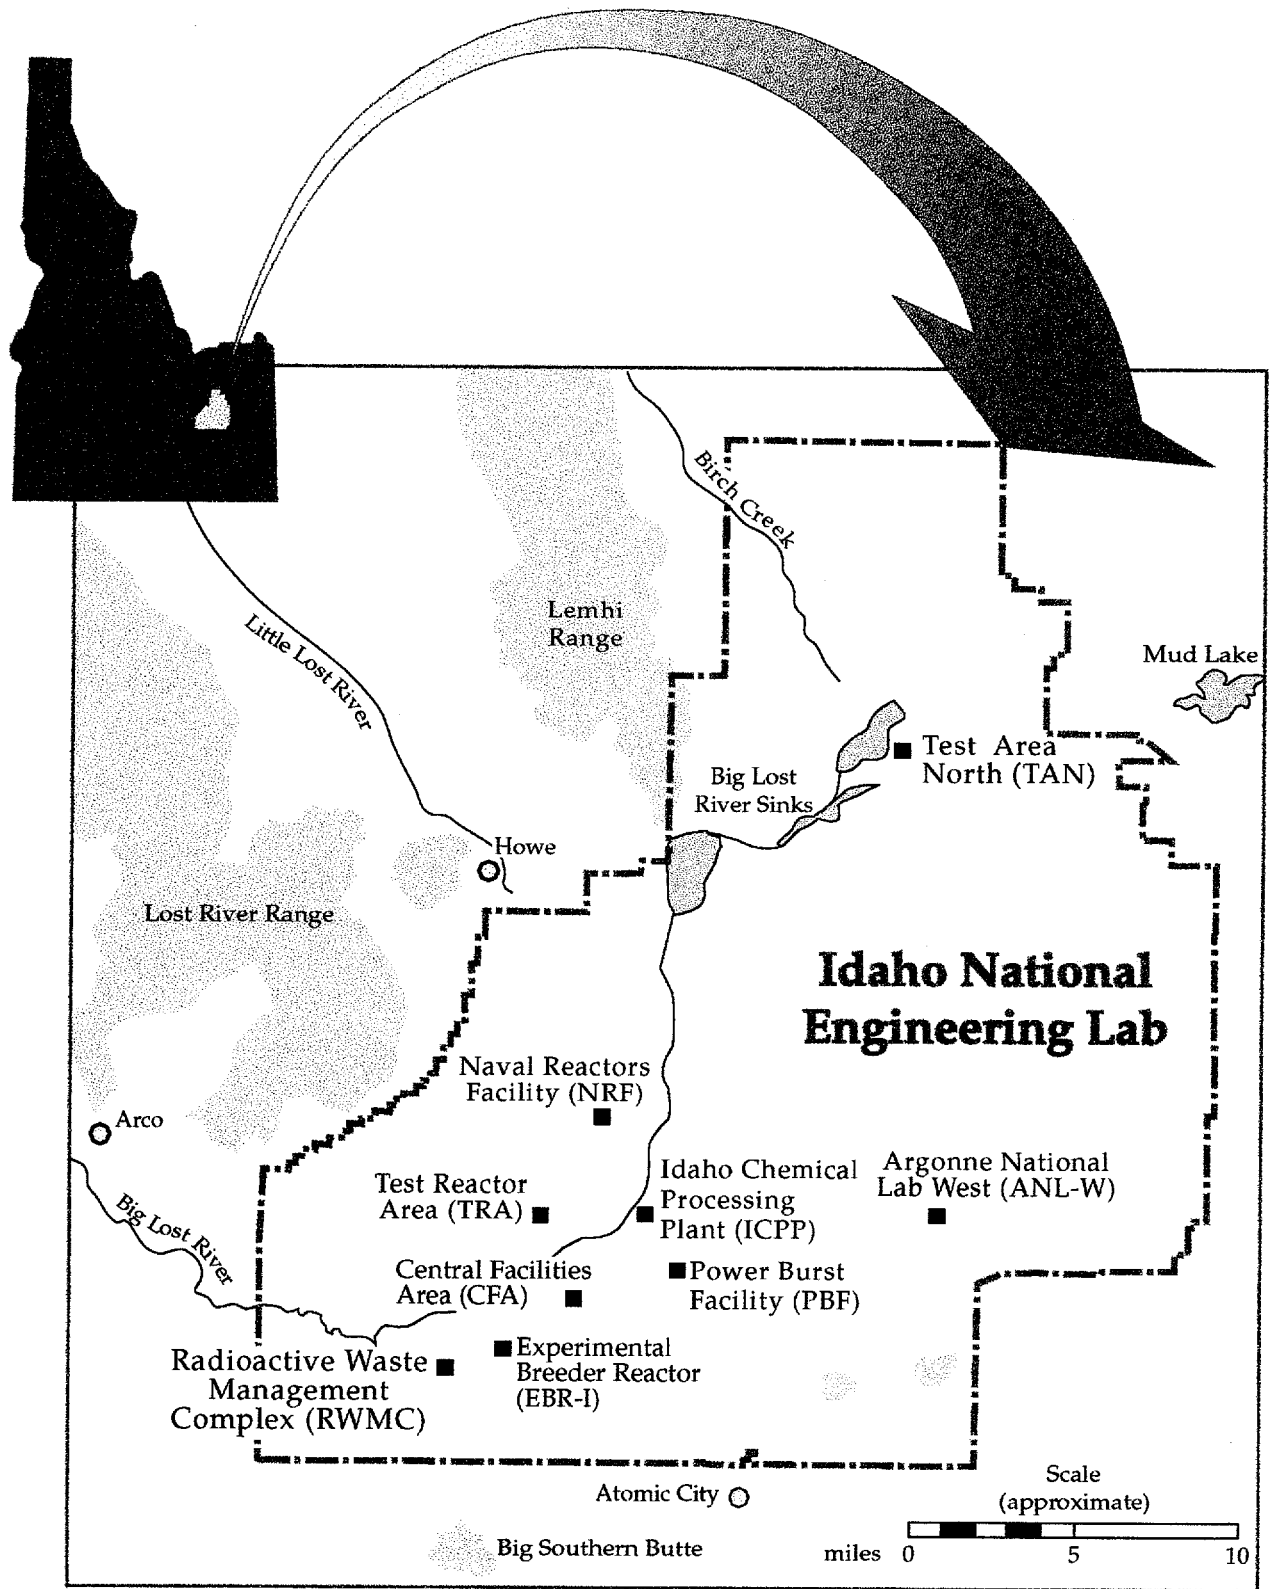 Birch Creek
Lemhi
Range
Little Lost River
Mud Lake
Test Area
North (TAN)
Big Lost
River Sinks
Howe
Lost River Range
Idaho National
Engineering Lab
Naval Reactors
Facility (NRF)
Arco
Idaho Chemical
Processing
Plant (ICPP)
Argonne National
Lab West (ANL-W)
Test Reactor
Area (TRA)
Big Lost River
Central Facilities
Area (CFA)
Power Burst
Facility (PBF)
Experimental
Breeder Reactor
(EBR-I)
Radioactive Waste
Management
Complex (RWMC)
Scale
(approximate)
Atomic City
Big Southern Butte
miles 0 5 10